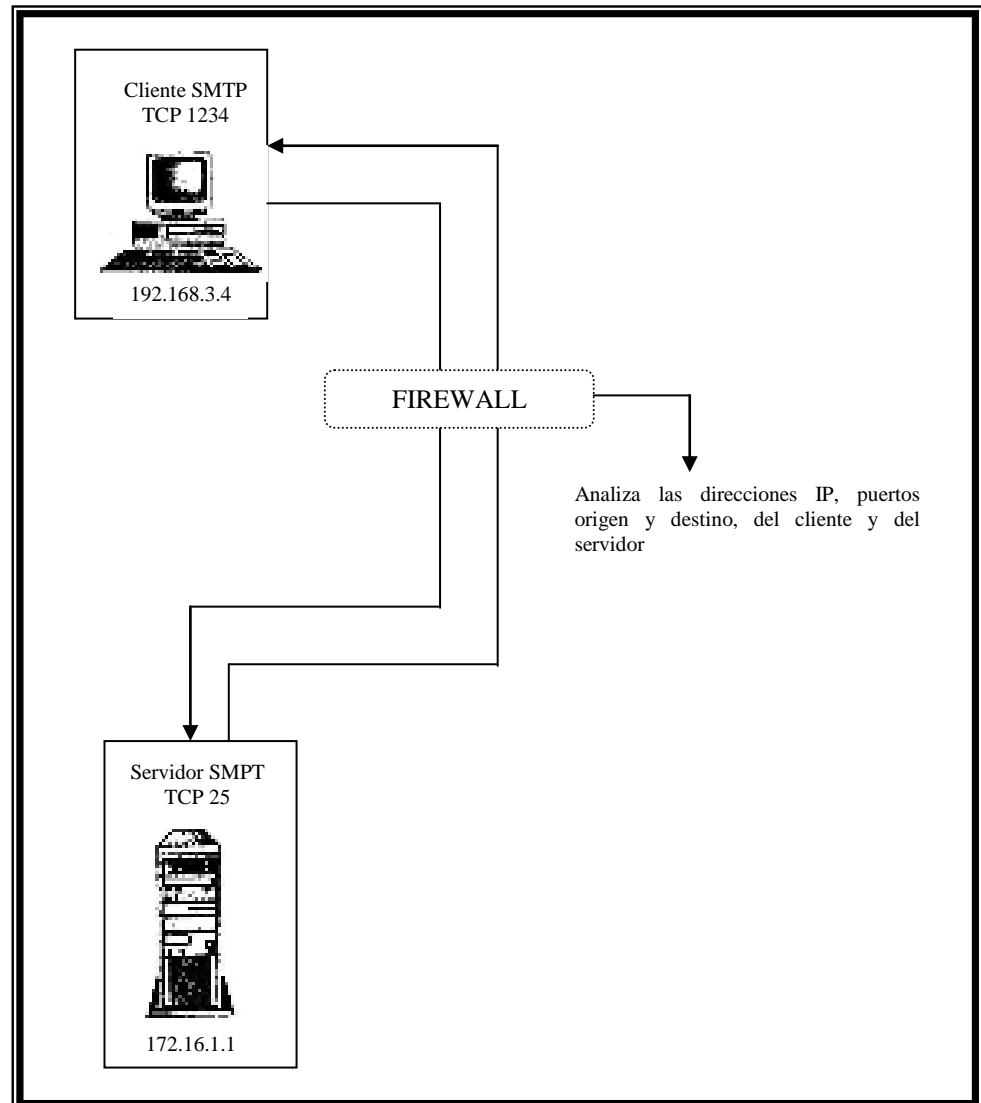 Cliente SMTP
TCP 1234
192.168.3.4
FIREWALL
Analiza las direcciones IP, puertos
origen y destino, del cliente y del
servidor
Servidor SMPT
TCP 25
172.16.1.1